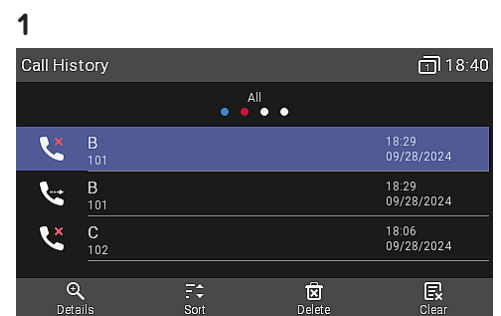 1
Call History 1 18:40
All
B 18:29
101 09/28/2024
B 18:29
101 09/28/2024
C 18:06
102 09/28/2024
Details Sort Delete Clear